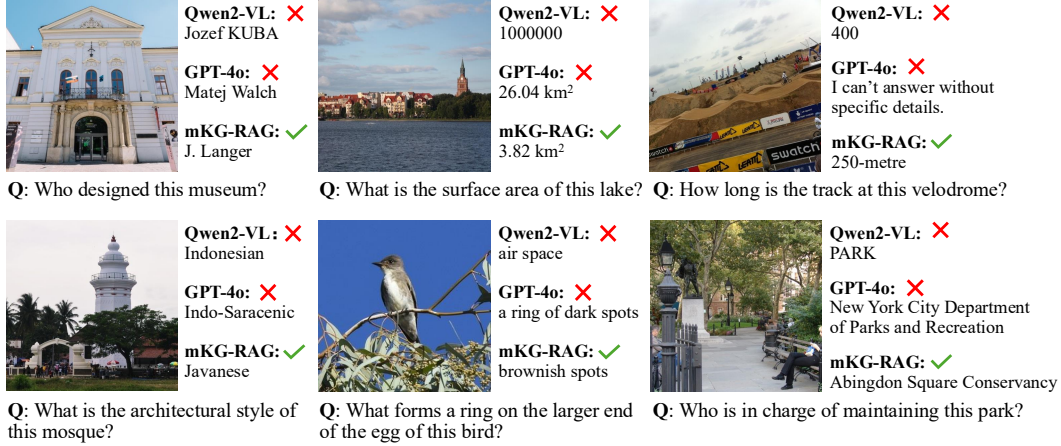 Qwen2-VL:
Jozef KUBA
GPT-4o:
Matej Walch
mKG-RAG:
J. Langer
Q: Who designed this museum?
Qwen2-VL:
1000000
GPT-4o:
26.04 km²
mKG-RAG:
3.82 km²
Q: What is the surface area of this lake?
swatch
LEATT
swatch
LEATT
Qwen2-VL:
400
GPT-4o:
I can't answer without
specific details.
mKG-RAG:
250-metre
Q: How long is the track at this velodrome?
Qwen2-VL:
Indonesian
GPT-4o:
Indo-Saracenic
mKG-RAG:
Javanese
Q: What is the architectural style of
this mosque?
Qwen2-VL:
air space
GPT-4o:
a ring of dark spots
mKG-RAG:
brownish spots
Q: What forms a ring on the larger end
of the egg of this bird?
Qwen2-VL:
PARK
GPT-4o:
New York City Department
of Parks and Recreation
mKG-RAG:
Abingdon Square Conservancy
Q: Who is in charge of maintaining this park?